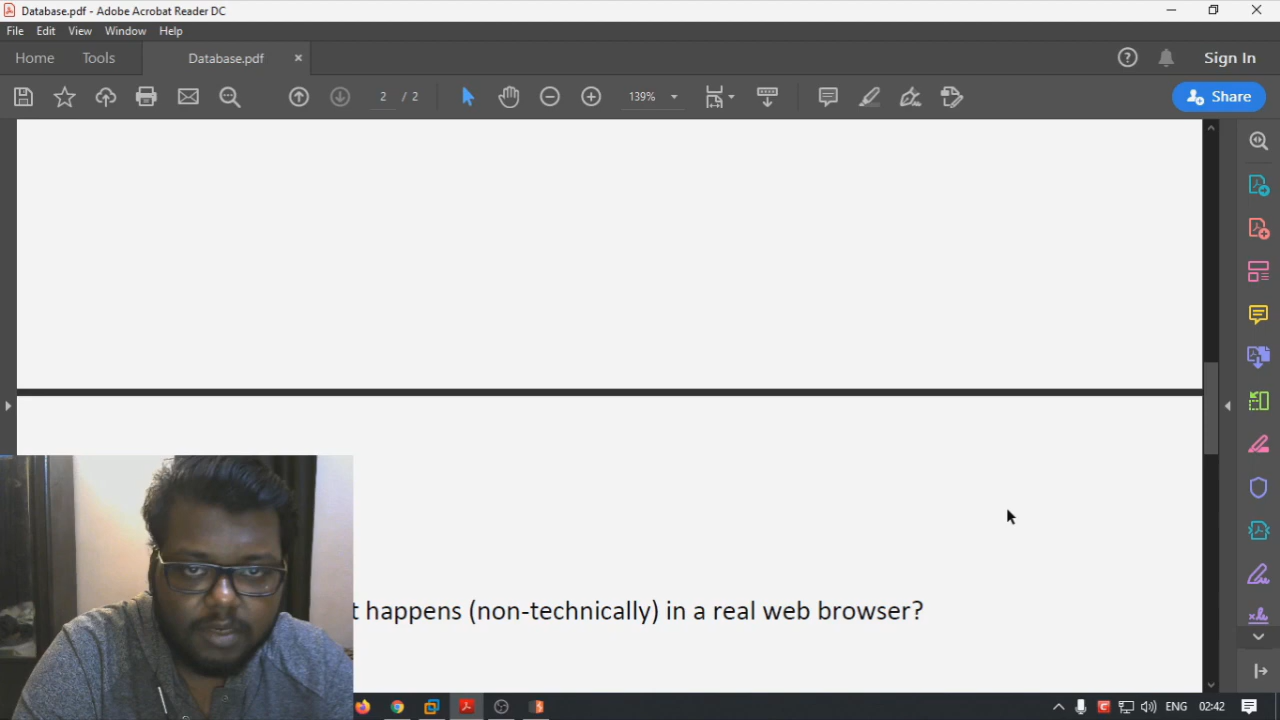 Database.pdf - Adobe Acrobat Reader DC
File Edit View Window Help
Home Tools Database.pdf
Sign In
2 / 2
139%
Share
t happens (non-technically) in a real web browser?
ENG 02:42